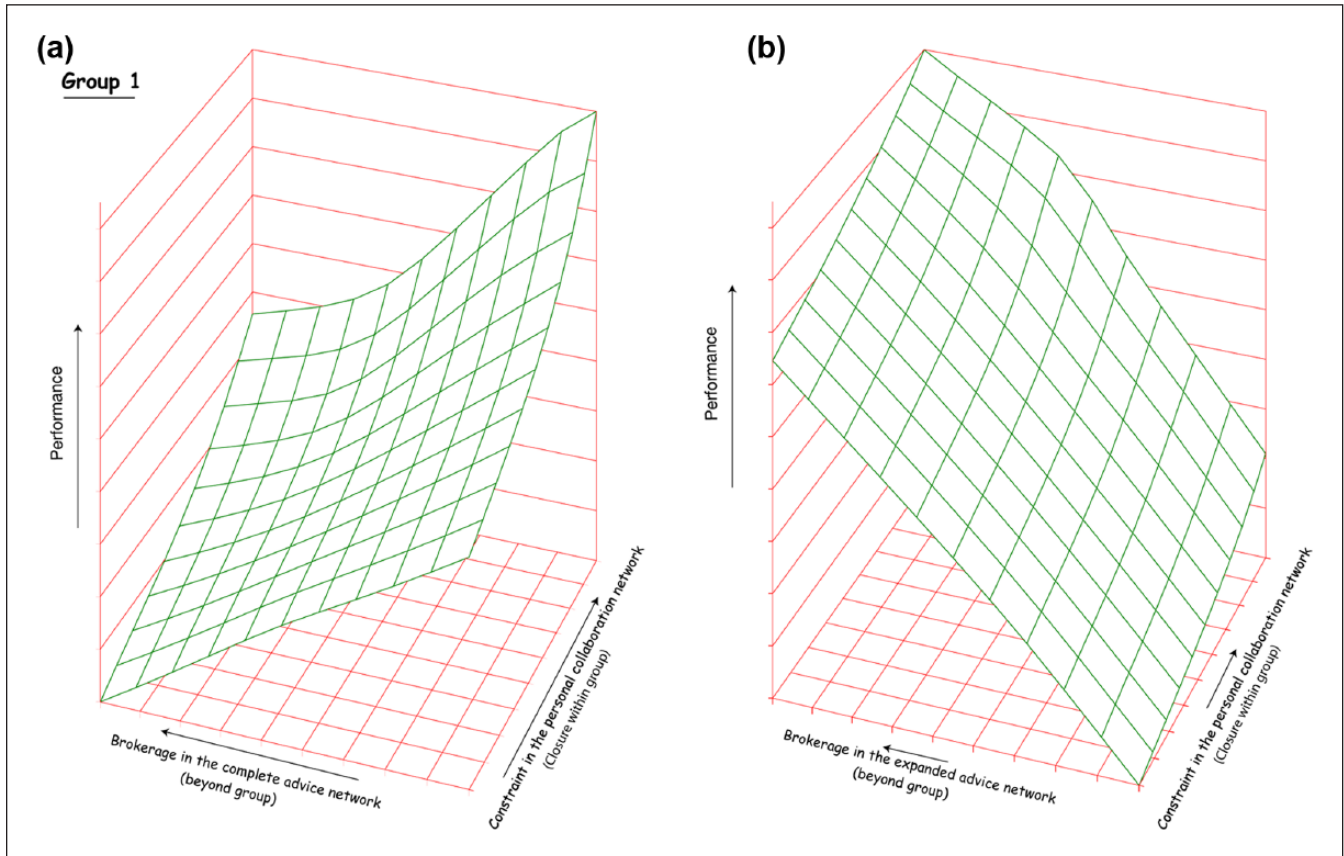 (a)
Group 1
Performance
Brokerage in the complete advice network
(beyond group)
Constraint in the personal collaboration network
(Closure within group)
(b)
Performance
Brokerage in the expanded advice network
(beyond group)
Constraint in the personal collaboration network
(Closure within group)